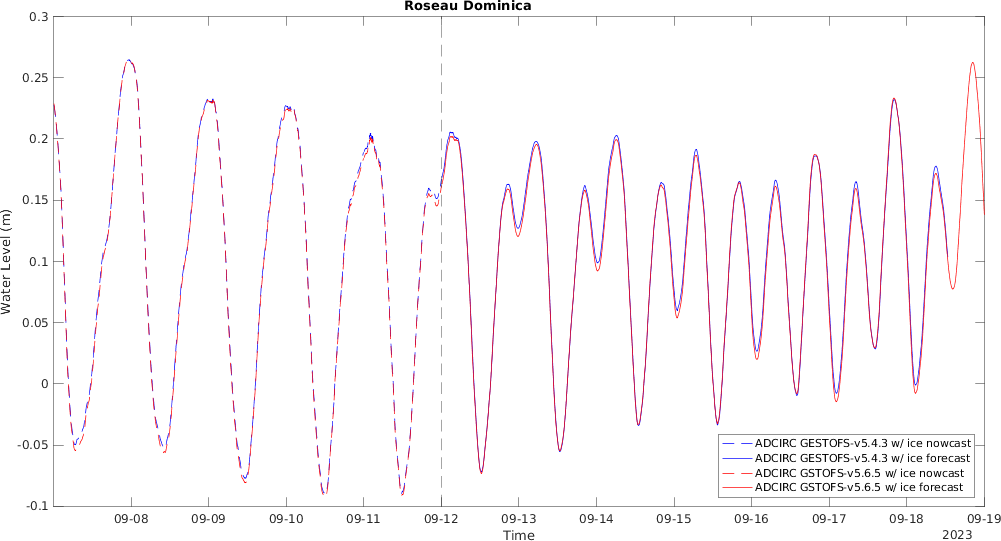 Roseau Dominica
0.3
0.25
0.2
0.15
0.1
0.05
0
-0.05
-0.1
Water Level (m)
ADCIRC GESTOFS-v5.4.3 w/ ice nowcast
ADCIRC GESTOFS-v5.4.3 w/ ice forecast
ADCIRC GSTOFS-v5.6.5 w/ ice nowcast
ADCIRC GSTOFS-v5.6.5 w/ ice forecast
09-08 09-09 09-10 09-11 09-12 09-13 09-14 09-15 09-16 09-17 09-18 09-19
Time
2023